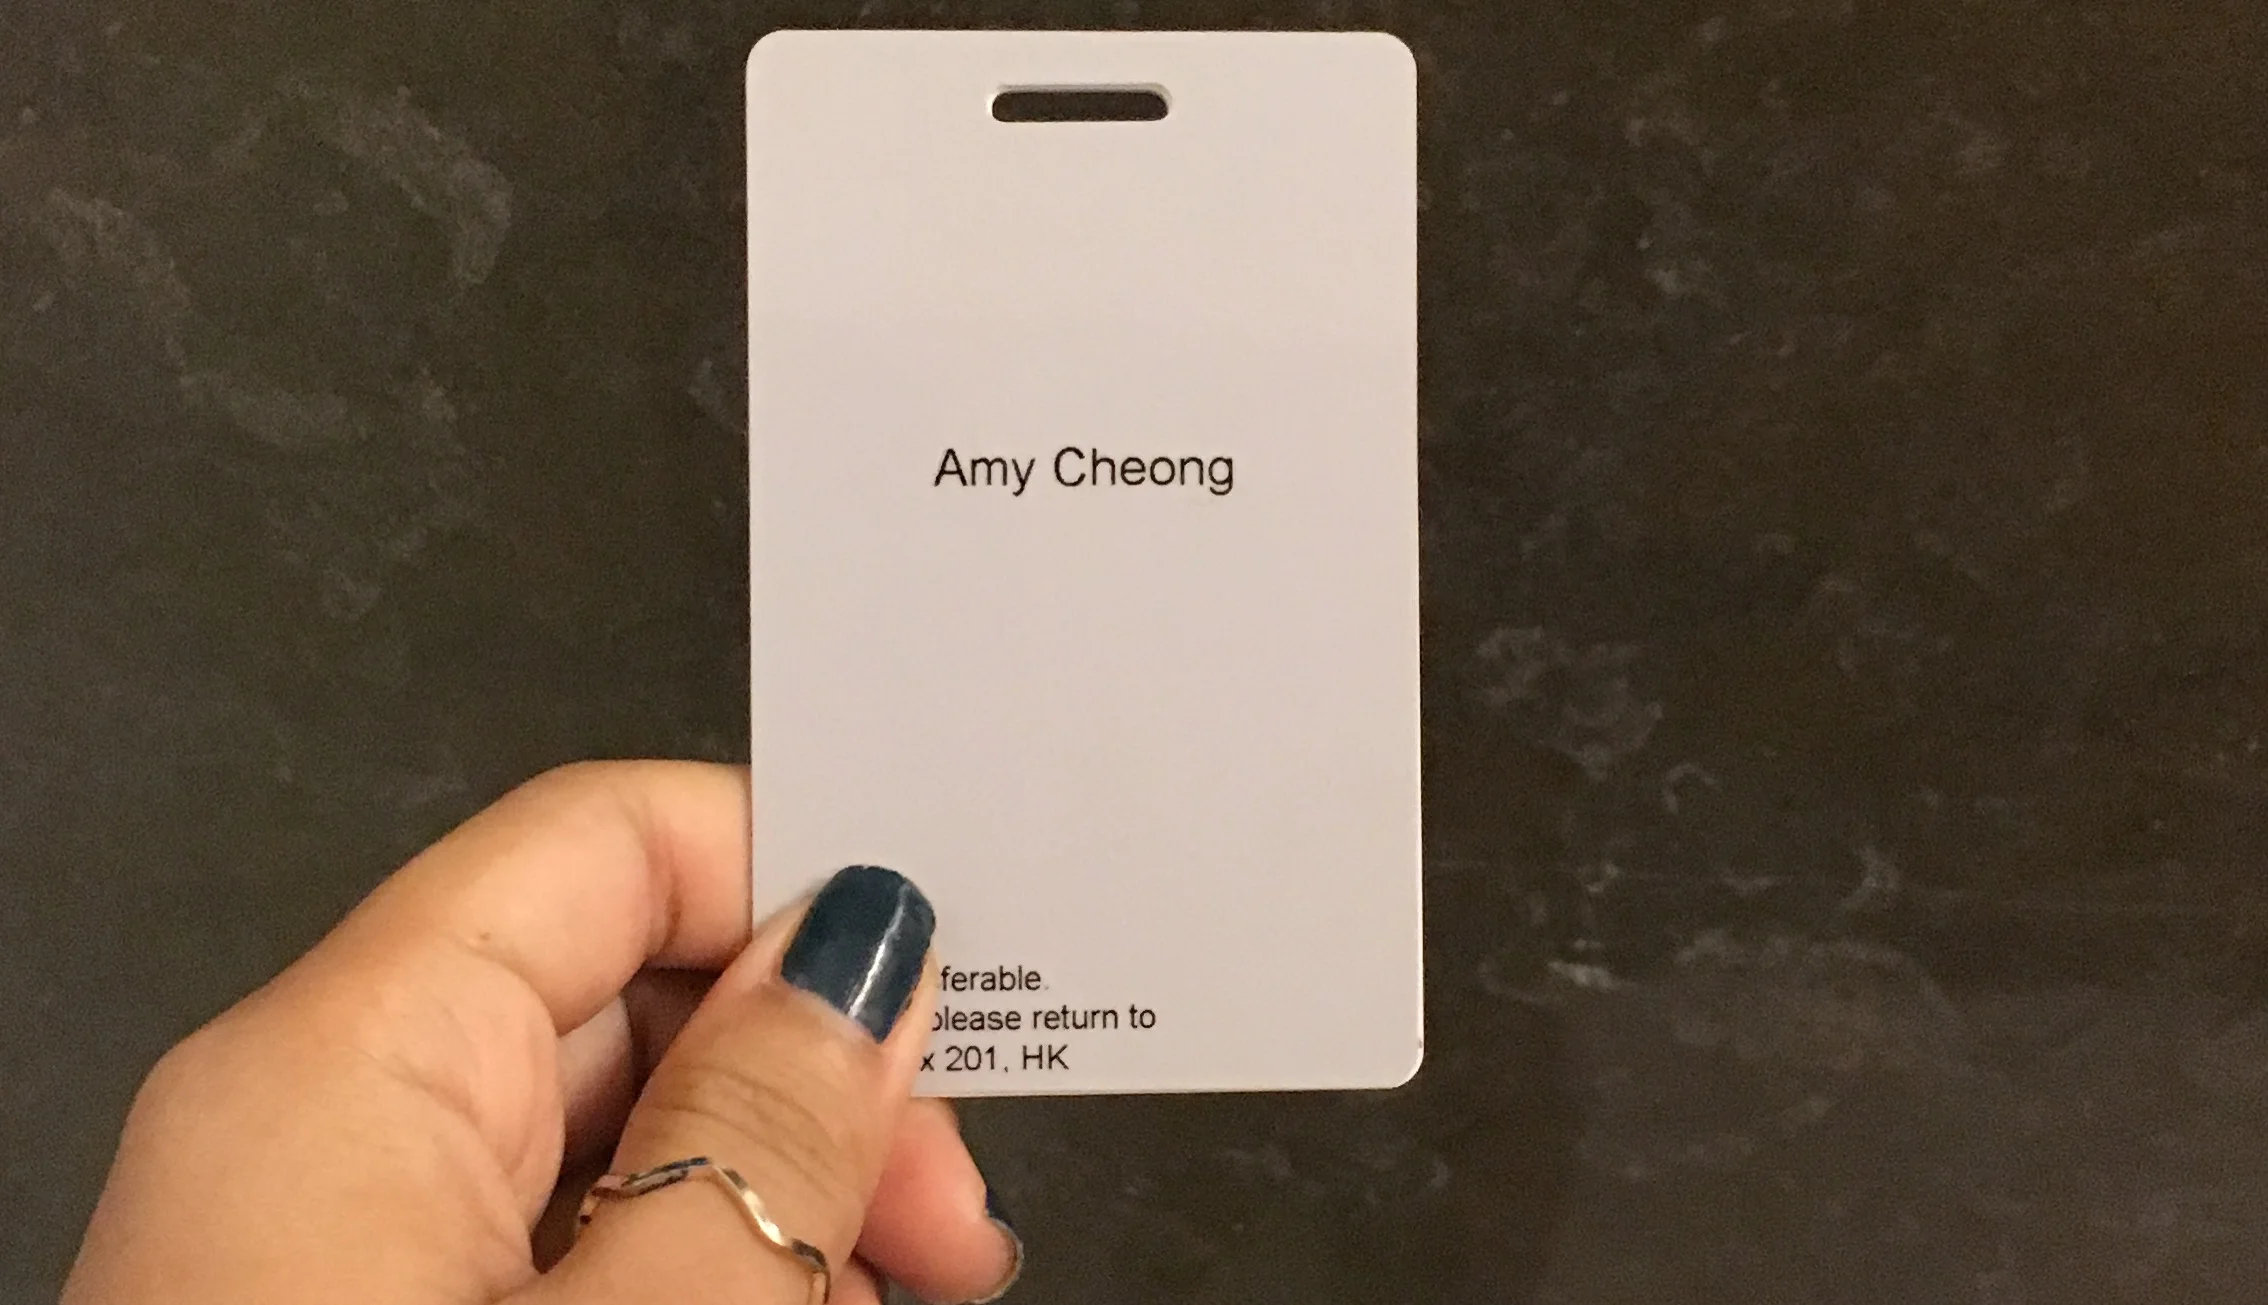 Amy Cheong
ferable.
please return to
x 201, HK